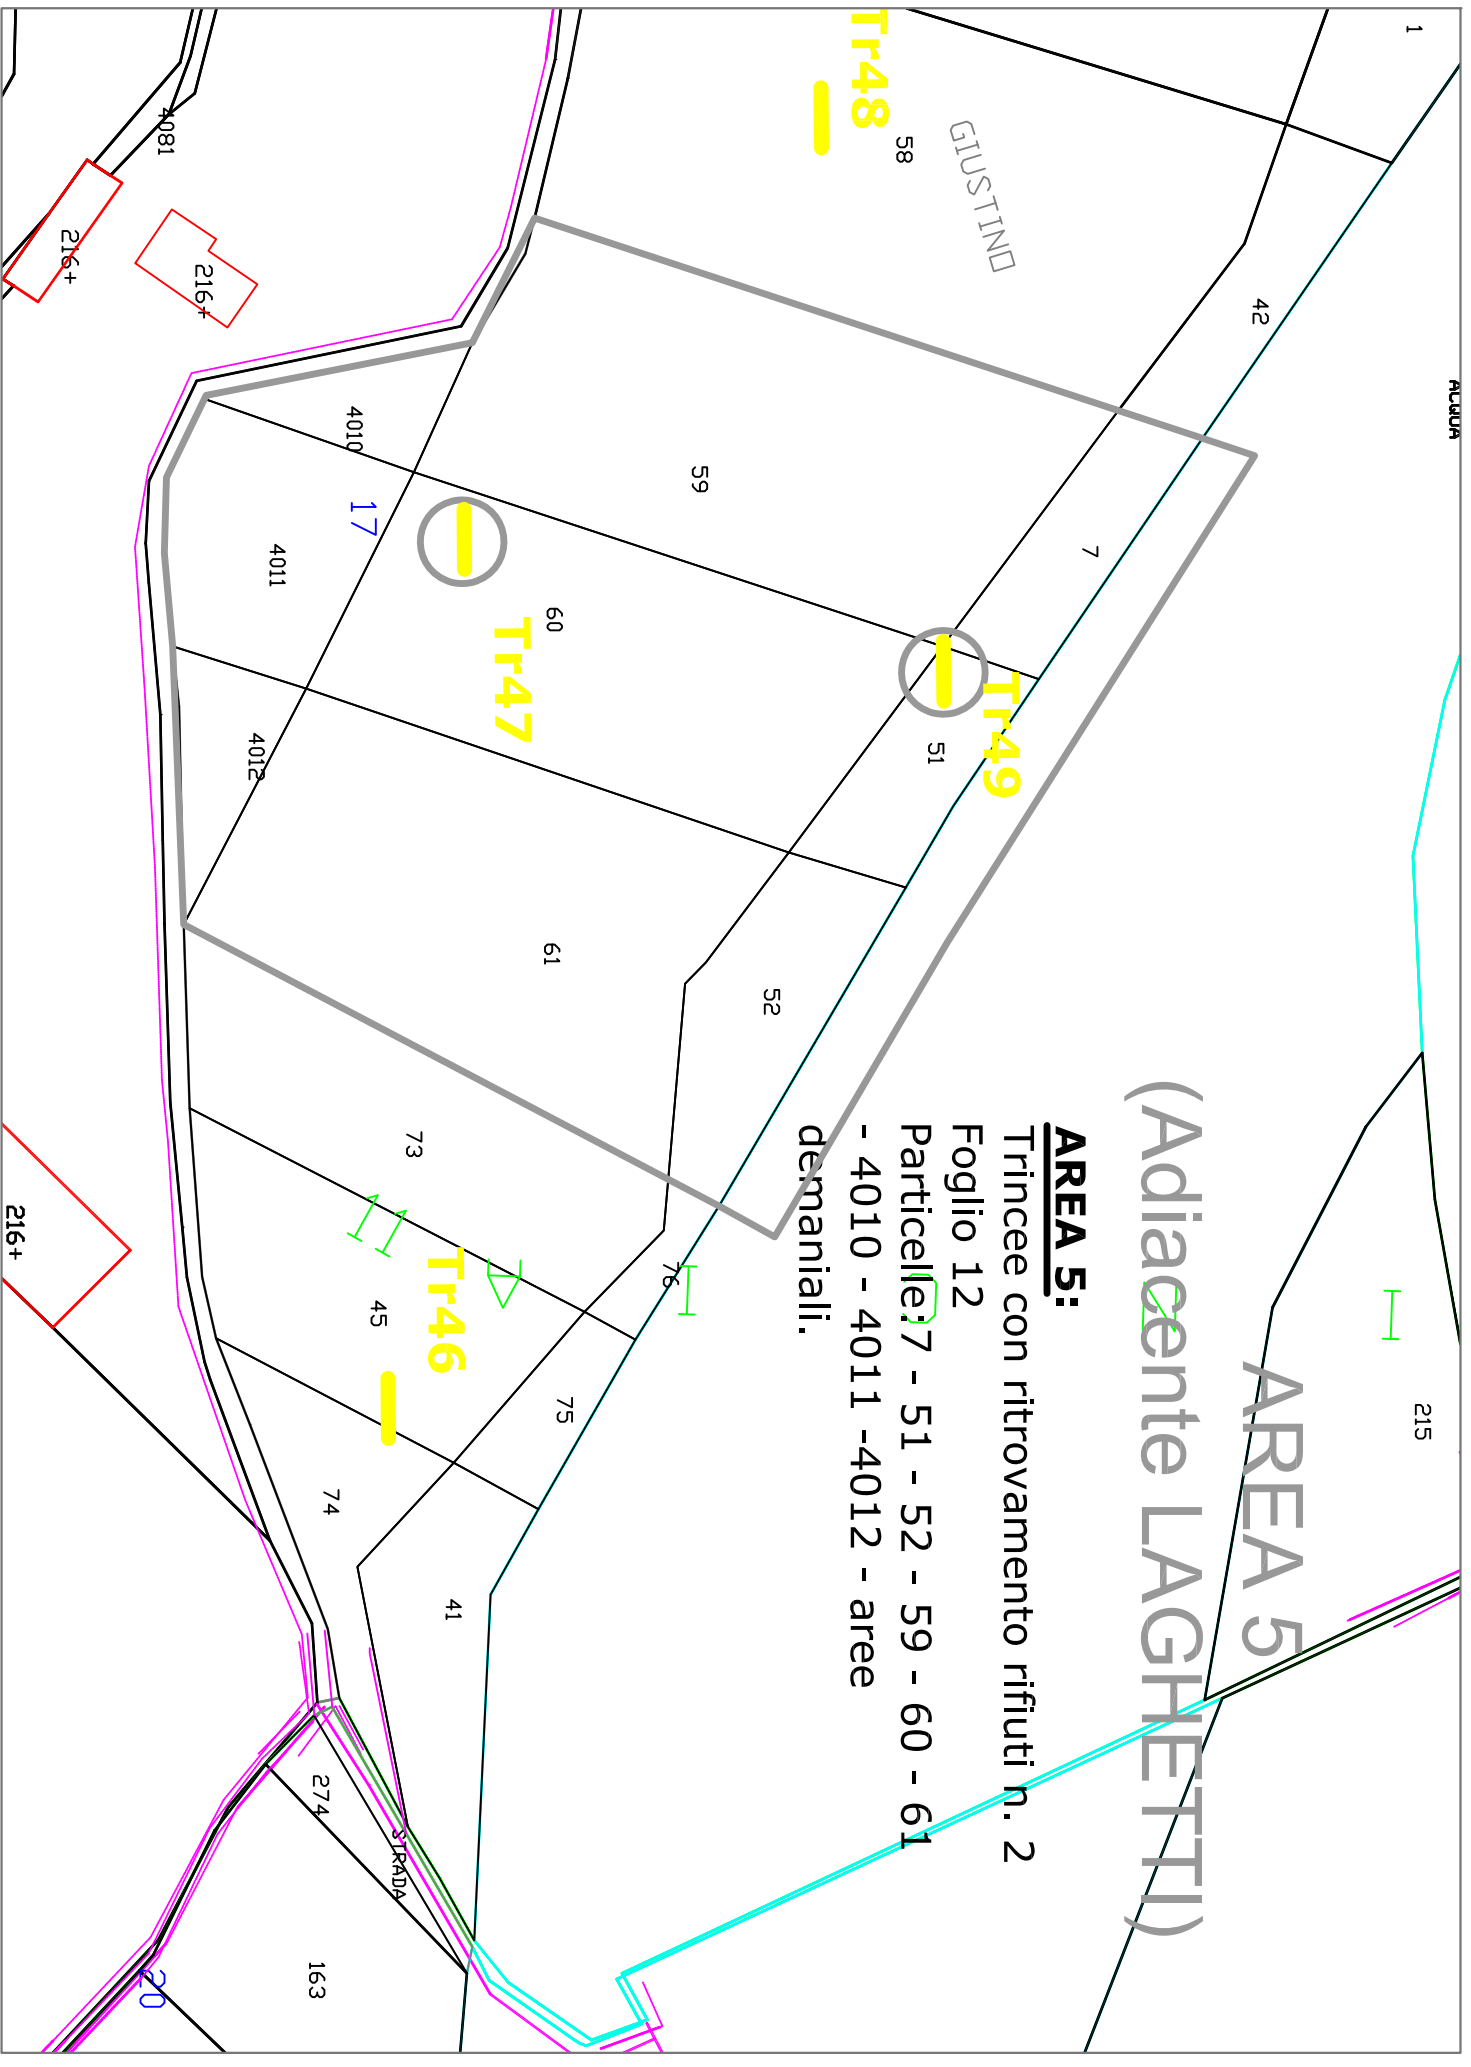 AREA 5
(Adiacente LAGHETTI)
AREA 5:
Trincee con ritrovamento rifiuti n. 2
Foglio 12
Particelle:7 - 51 - 52 - 59 - 60 - 61
- 4010 - 4011 -4012 - aree
demaniali.
ACQUA
1
215
42
7
GIUSTINO
58
Tr48
Tr49
51
52
59
60
Tr47
61
76
75
17
4010
4011
4012
73
Tr46
45
74
41
4081
216+
216+
216+
274
STRADA
163
20